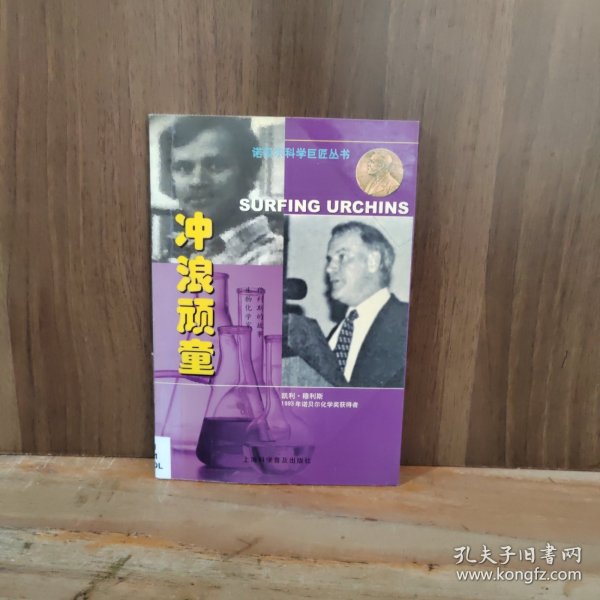 诺贝尔科学巨匠丛书
SURFING URCHINS
冲浪顽童
凯利·穆利斯
1993年诺贝尔化学奖获得者
上海科学普及出版社
孔夫子旧书网
www.kongfz.com